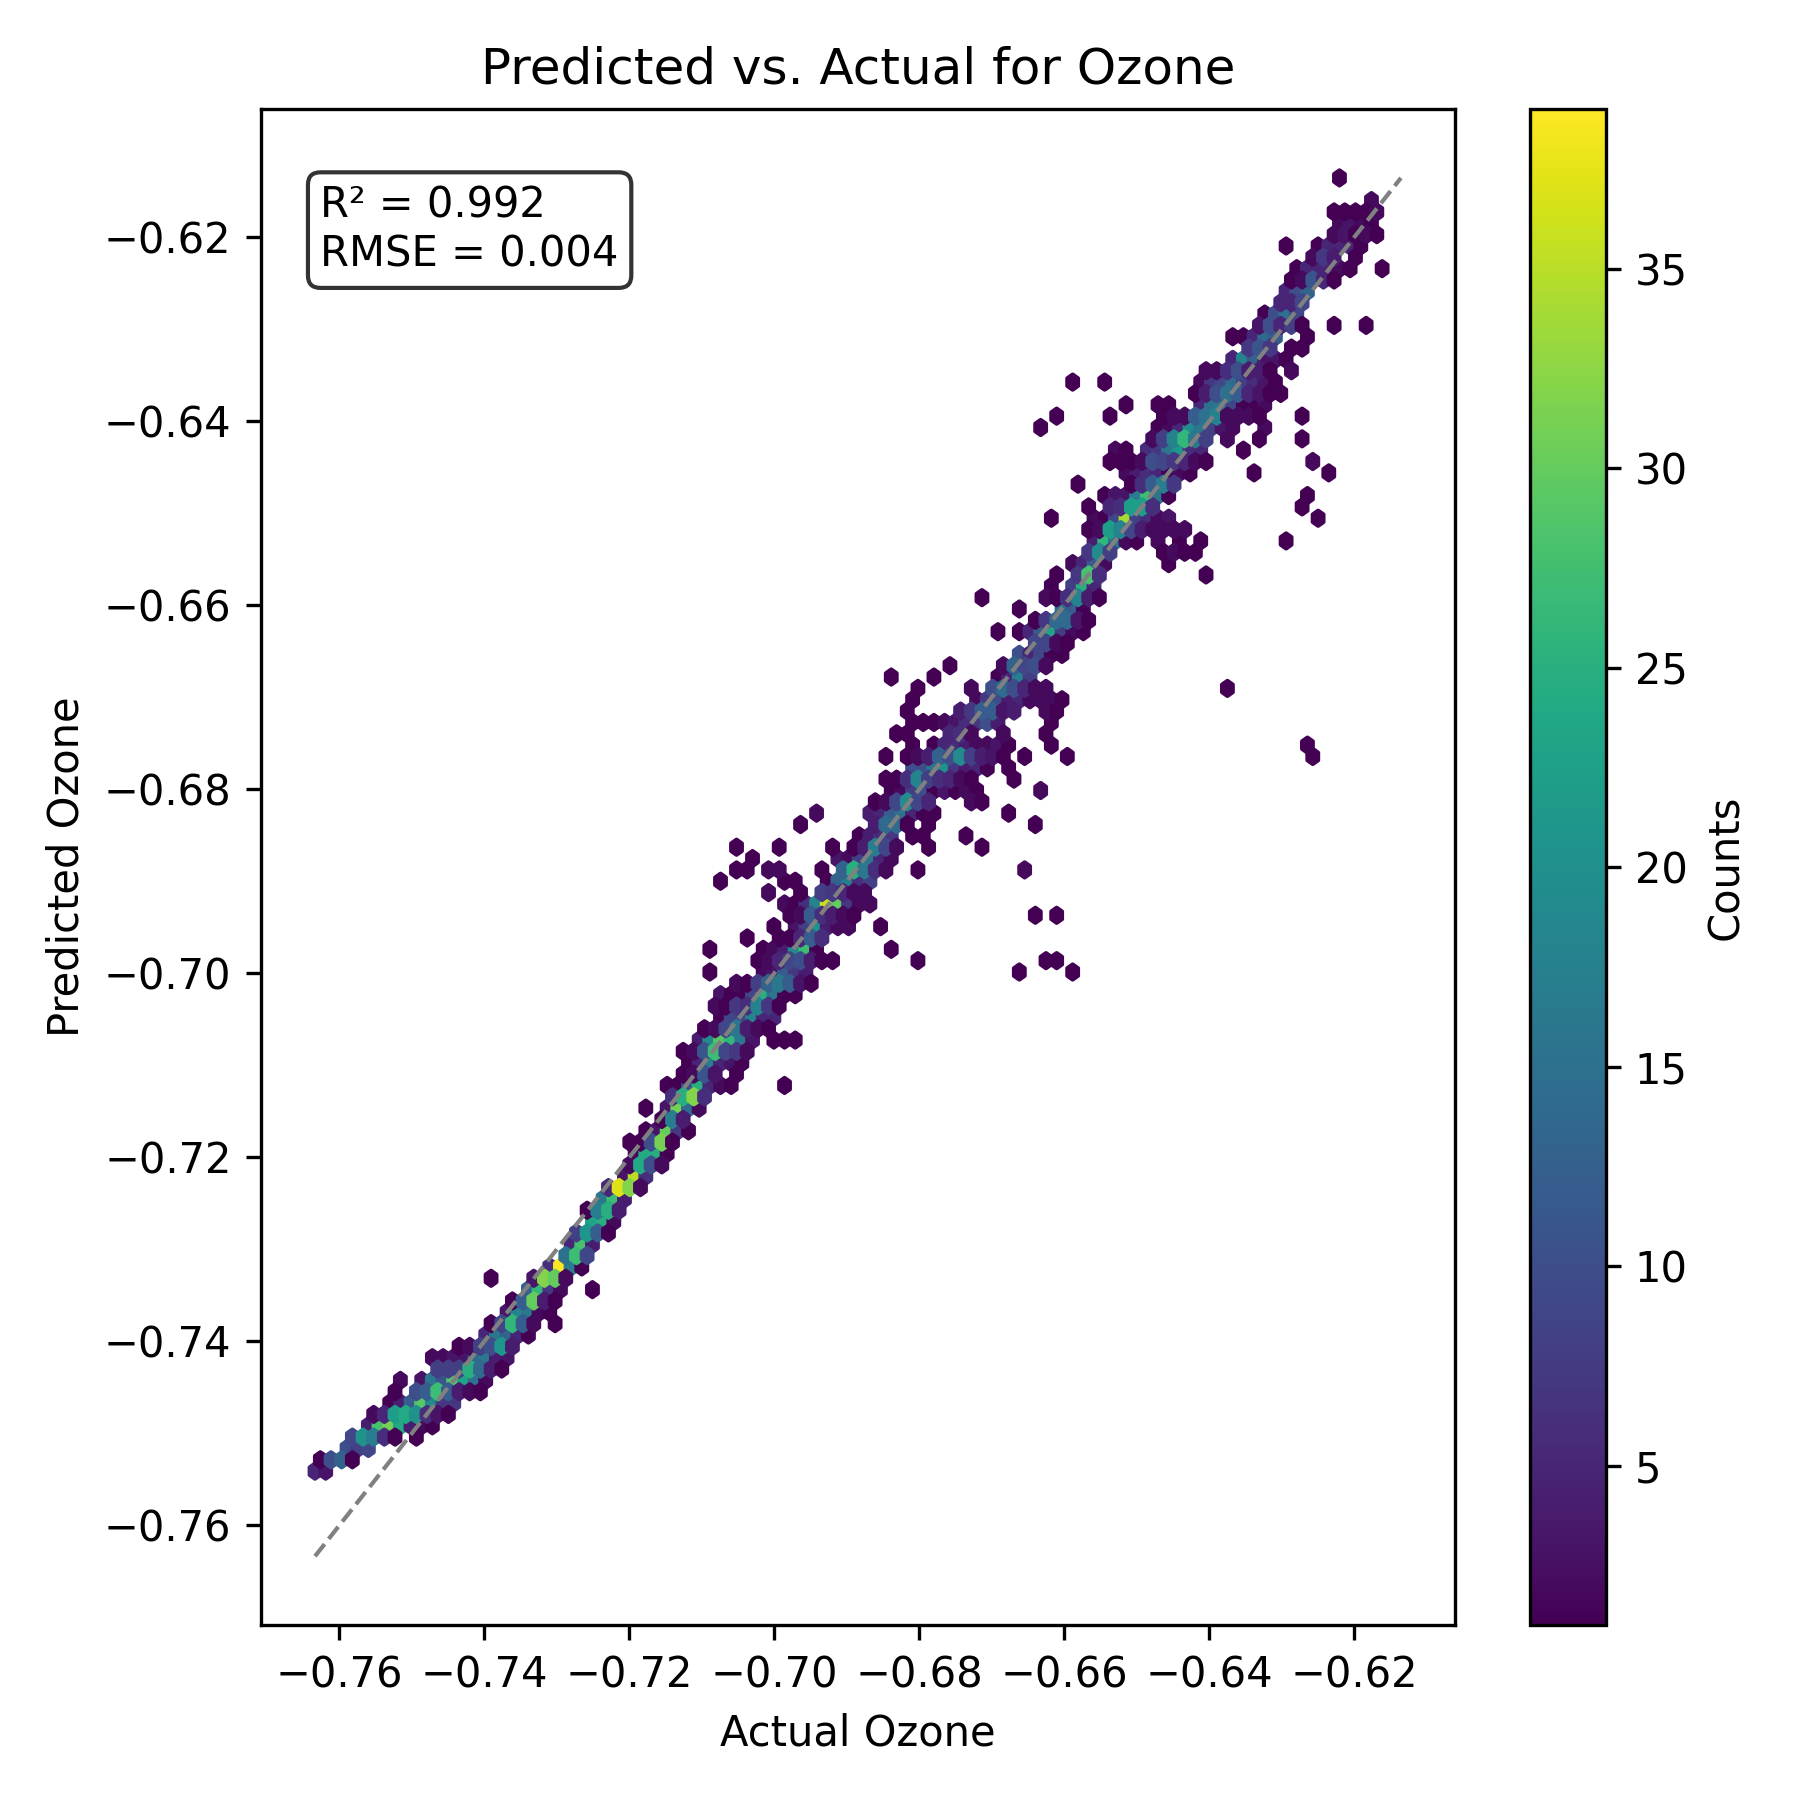 Predicted vs. Actual for Ozone
R² = 0.992
RMSE = 0.004
Predicted Ozone
−0.62
−0.64
−0.66
−0.68
−0.70
−0.72
−0.74
−0.76
−0.76 −0.74 −0.72 −0.70 −0.68 −0.66 −0.64 −0.62
Actual Ozone
35
30
25
20
15
10
5
Counts